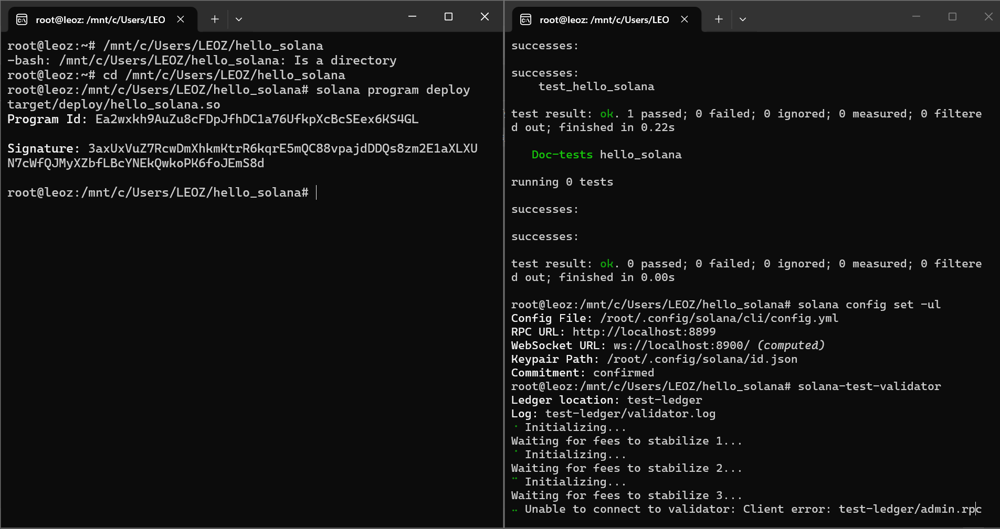 root@leoz: /mnt/c/Users/LEO
root@leoz:~# /mnt/c/Users/LEOZ/hello_solana
-bash: /mnt/c/Users/LEOZ/hello_solana: Is a directory
root@leoz:~# cd /mnt/c/Users/LEOZ/hello_solana
root@leoz:/mnt/c/Users/LEOZ/hello_solana# solana program deploy
target/deploy/hello_solana.so
Program Id: Ea2wxkh9AuZu8cFDpJfhDC1a76UfkpXcBcSEex6KS4GL
Signature: 3axUxVuZ7RcwDmXhkmKtrR6kqrE5mQC88vpajdDDQs8zm2E1aXLXU
N7cWfQJMyXZbfLBcYNEkQwkoPK6foJEmS8d
root@leoz:/mnt/c/Users/LEOZ/hello_solana#
root@leoz: /mnt/c/Users/LEO
successes:
successes:
test_hello_solana
test result: ok. 1 passed; 0 failed; 0 ignored; 0 measured; 0 filtere
d out; finished in 0.22s
Doc-tests hello_solana
running 0 tests
successes:
successes:
test result: ok. 0 passed; 0 failed; 0 ignored; 0 measured; 0 filtere
d out; finished in 0.00s
root@leoz:/mnt/c/Users/LEOZ/hello_solana# solana config set -ul
Config File: /root/.config/solana/cli/config.yml
RPC URL: http://localhost:8899
WebSocket URL: ws://localhost:8900/ (computed)
Keypair Path: /root/.config/solana/id.json
Commitment: confirmed
root@leoz:/mnt/c/Users/LEOZ/hello_solana# solana-test-validator
Ledger location: test-ledger
Log: test-ledger/validator.log
Initializing...
Waiting for fees to stabilize 1...
Initializing...
Waiting for fees to stabilize 2...
Initializing...
Waiting for fees to stabilize 3...
Unable to connect to validator: Client error: test-ledger/admin.rpc